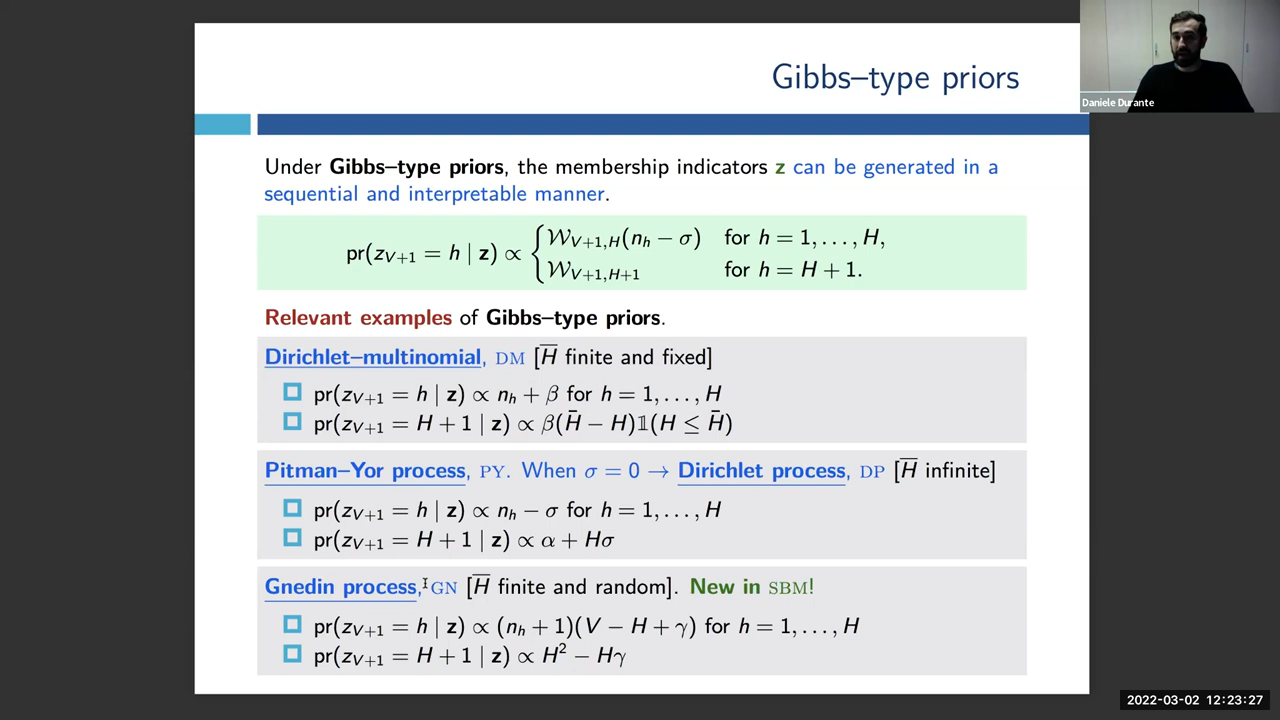 Gibbs–type priors
Daniele Durante
Under Gibbs–type priors, the membership indicators z can be generated in a
sequential and interpretable manner.
pr(z_{V+1} = h | z) ∝ { 𝒲_{V+1,H}(n_h − σ) for h = 1, . . . , H,
𝒲_{V+1,H+1} for h = H + 1.
Relevant examples of Gibbs–type priors.
Dirichlet–multinomial, DM [H̅ finite and fixed]
pr(z_{V+1} = h | z) ∝ n_h + β for h = 1, . . . , H
pr(z_{V+1} = H + 1 | z) ∝ β(H̄ − H)𝟙(H ≤ H̄)
Pitman–Yor process, PY. When σ = 0 → Dirichlet process, DP [H̅ infinite]
pr(z_{V+1} = h | z) ∝ n_h − σ for h = 1, . . . , H
pr(z_{V+1} = H + 1 | z) ∝ α + Hσ
Gnedin process, GN [H̅ finite and random]. New in SBM!
pr(z_{V+1} = h | z) ∝ (n_h + 1)(V − H + γ) for h = 1, . . . , H
pr(z_{V+1} = H + 1 | z) ∝ H² − Hγ
2022-03-02 12:23:27